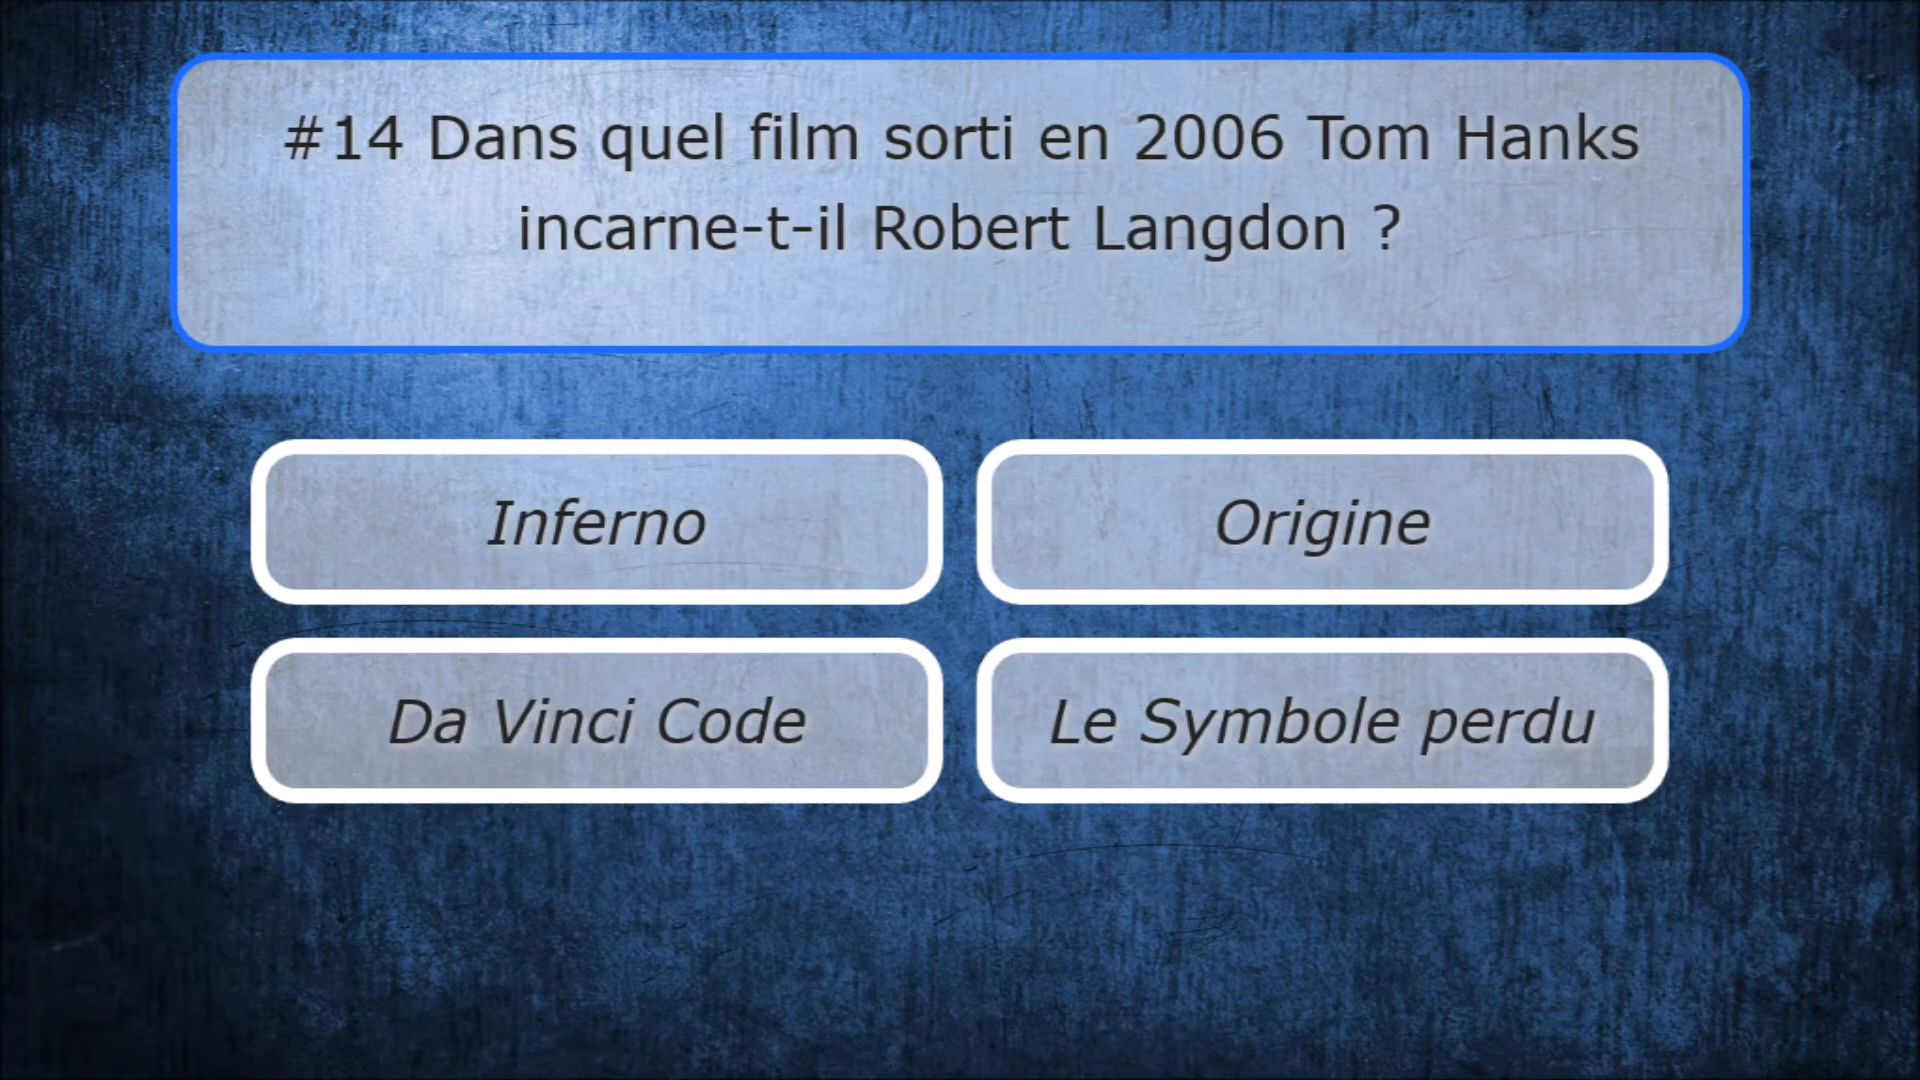 #14 Dans quel film sorti en 2006 Tom Hanks
incarne-t-il Robert Langdon ?
Inferno
Origine
Da Vinci Code
Le Symbole perdu